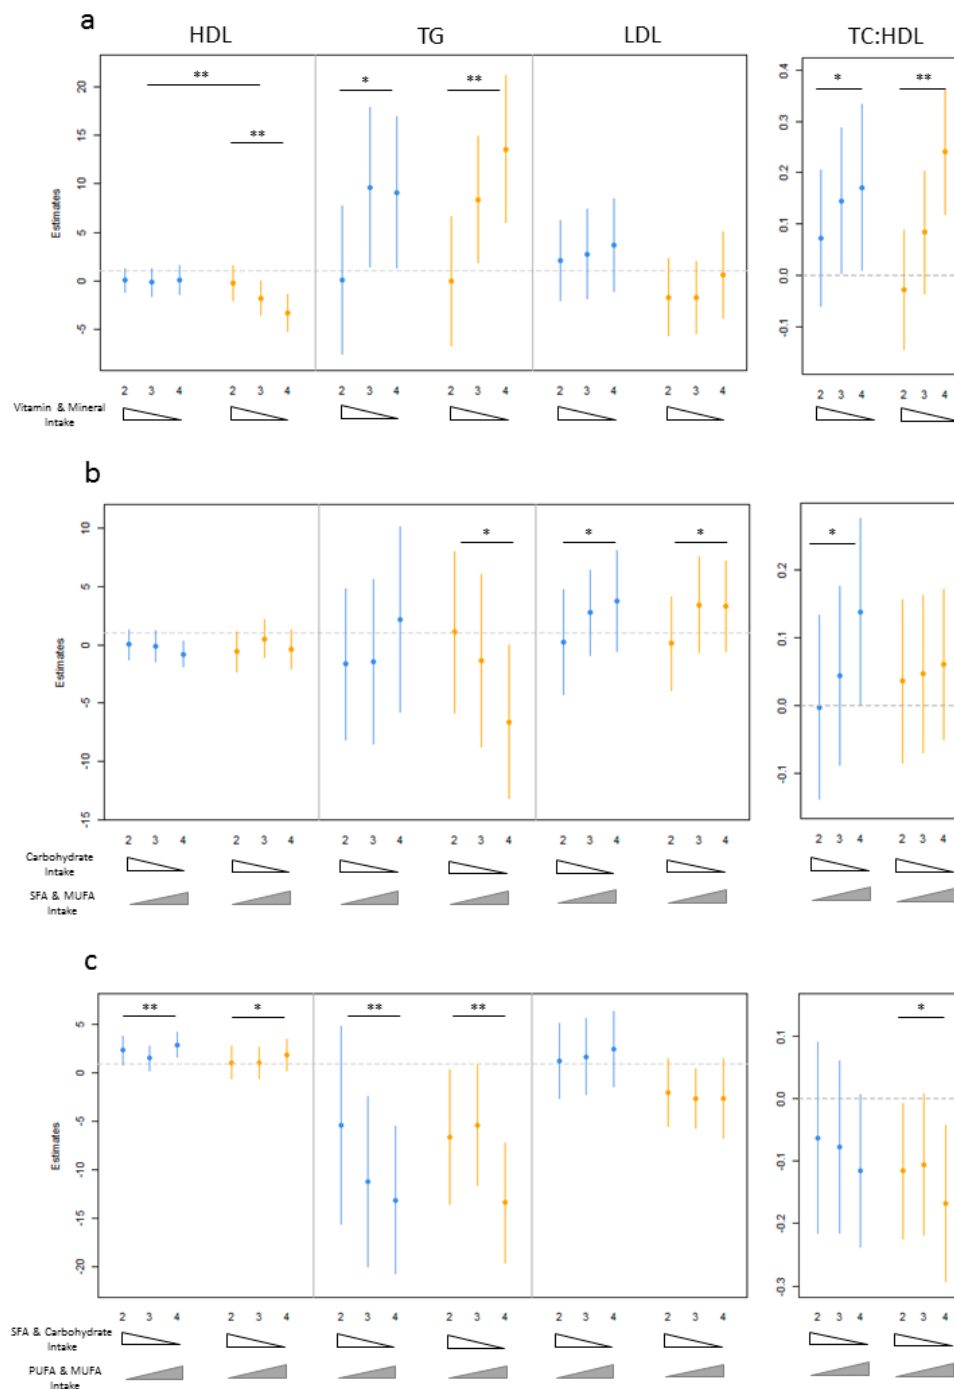 a
HDL TG LDL TC:HDL
** * ** * **
**
20
15
10
5
0
-5
Estimates
0.4
0.3
0.2
0.1
0.0
-0.1
2 3 4 2 3 4 2 3 4 2 3 4 2 3 4 2 3 4 2 3 4 2 3 4
Vitamin & Mineral
Intake
b
* * * *
10
5
0
-5
-10
-15
Estimates
0.2
0.1
0.0
-0.1
2 3 4 2 3 4 2 3 4 2 3 4 2 3 4 2 3 4 2 3 4 2 3 4
Carbohydrate
Intake
SFA & MUFA
Intake
c
** * ** ** *
5
0
-5
-10
-15
-20
Estimates
0.1
0.0
-0.1
-0.2
-0.3
2 3 4 2 3 4 2 3 4 2 3 4 2 3 4 2 3 4 2 3 4 2 3 4
SFA & Carbohydrate
Intake
PUFA & MUFA
Intake